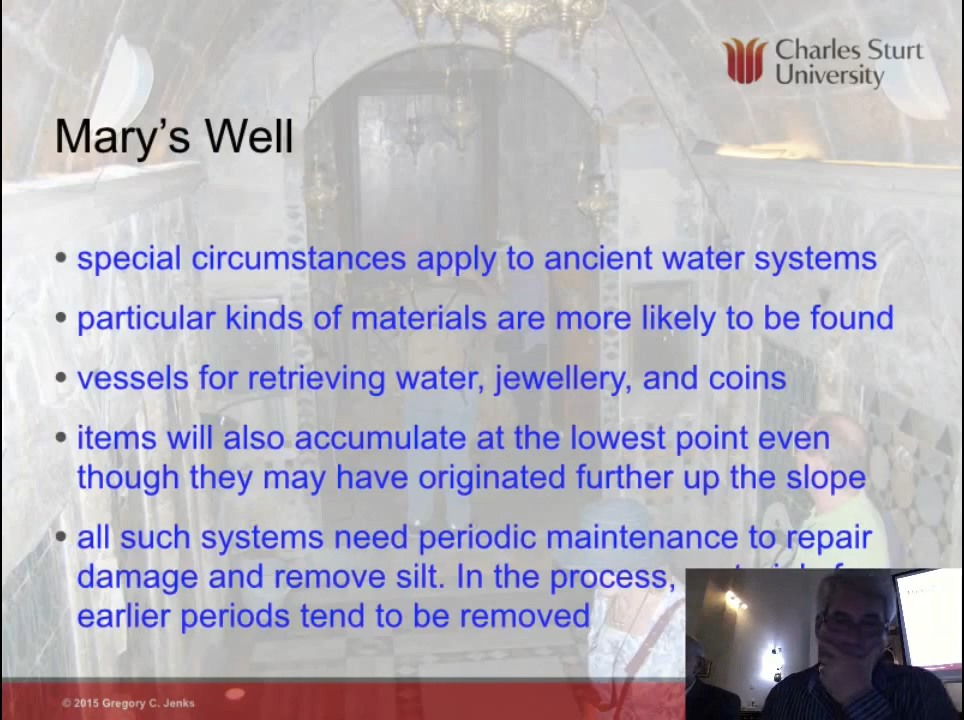 Charles Sturt
University
Mary's Well
• special circumstances apply to ancient water systems
• particular kinds of materials are more likely to be found
• vessels for retrieving water, jewellery, and coins
• items will also accumulate at the lowest point even
though they may have originated further up the slope
• all such systems need periodic maintenance to repair
damage and remove silt. In the process,
earlier periods tend to be removed
© 2015 Gregory C. Jenks